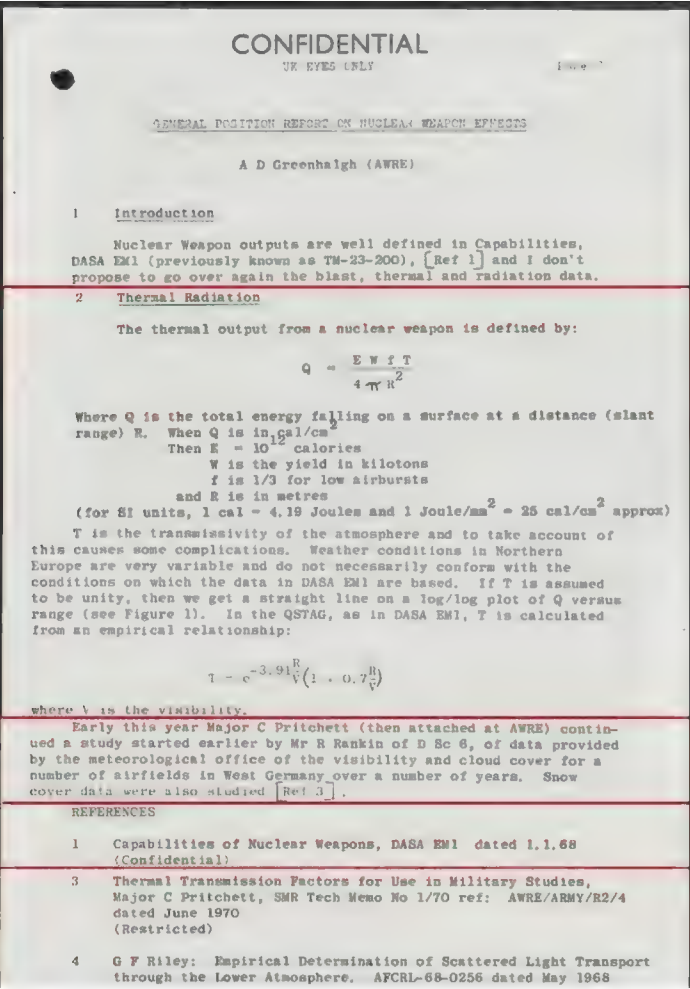 CONFIDENTIAL
UK EYES ONLY
GENERAL POSITION REPORT ON NUCLEAR WEAPON EFFECTS
A D Greenhalgh (AWRE)
1 Introduction
Nuclear Weapon outputs are well defined in Capabilities,
DASA EM1 (previously known as TM-23-200), [Ref 1] and I don't
propose to go over again the blast, thermal and radiation data.
2 Thermal Radiation
The thermal output from a nuclear weapon is defined by:
Q = E W f T / 4 π R²
Where Q is the total energy falling on a surface at a distance (slant
range) R. When Q is in cal/cm²
Then E = 10¹² calories
W is the yield in kilotons
f is 1/3 for low airbursts
and R is in metres
(for SI units, 1 cal = 4.19 Joules and 1 Joule/mm² = 25 cal/cm² approx)
T is the transmissivity of the atmosphere and to take account of
this causes some complications. Weather conditions in Northern
Europe are very variable and do not necessarily conform with the
conditions on which the data in DASA EM1 are based. If T is assumed
to be unity, then we get a straight line on a log/log plot of Q versus
range (see Figure 1). In the QSTAG, as in DASA EM1, T is calculated
from an empirical relationship:
T = e^-3.91 R/V (1 + 0.7 R/V)
where V is the visibility.
Early this year Major C Pritchett (then attached at AWRE) contin-
ued a study started earlier by Mr R Rankin of D Sc 6, of data provided
by the meteorological office of the visibility and cloud cover for a
number of airfields in West Germany over a number of years. Snow
cover data were also studied [Ref 3].
REFERENCES
1 Capabilities of Nuclear Weapons, DASA EM1 dated 1.1.68
(Confidential)
3 Thermal Transmission Factors for Use in Military Studies,
Major C Pritchett, SMR Tech Memo No 1/70 ref: AWRE/ARMY/R2/4
dated June 1970
(Restricted)
4 G F Riley: Empirical Determination of Scattered Light Transport
through the Lower Atmosphere. AFCRL-68-0256 dated May 1968